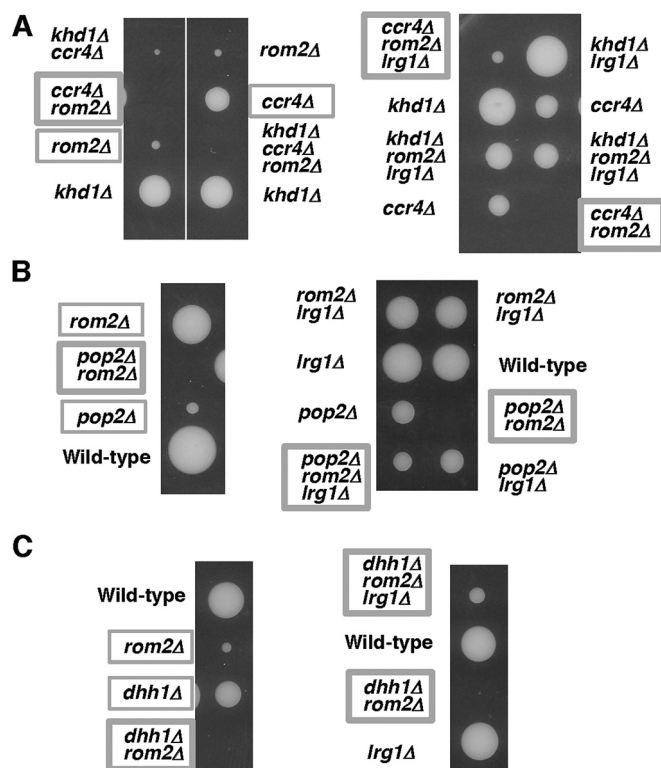 A
khd1Δ
ccr4Δ
ccr4Δ
rom2Δ
rom2Δ
khd1Δ
rom2Δ
ccr4Δ
khd1Δ
ccr4Δ
rom2Δ
khd1Δ
ccr4Δ
rom2Δ
lrg1Δ
khd1Δ
khd1Δ
rom2Δ
lrg1Δ
ccr4Δ
khd1Δ
lrg1Δ
ccr4Δ
khd1Δ
rom2Δ
lrg1Δ
ccr4Δ
rom2Δ
B
rom2Δ
pop2Δ
rom2Δ
pop2Δ
Wild-type
rom2Δ
lrg1Δ
lrg1Δ
pop2Δ
pop2Δ
rom2Δ
lrg1Δ
rom2Δ
lrg1Δ
Wild-type
pop2Δ
rom2Δ
pop2Δ
lrg1Δ
C
Wild-type
rom2Δ
dhh1Δ
dhh1Δ
rom2Δ
dhh1Δ
rom2Δ
lrg1Δ
Wild-type
dhh1Δ
rom2Δ
lrg1Δ